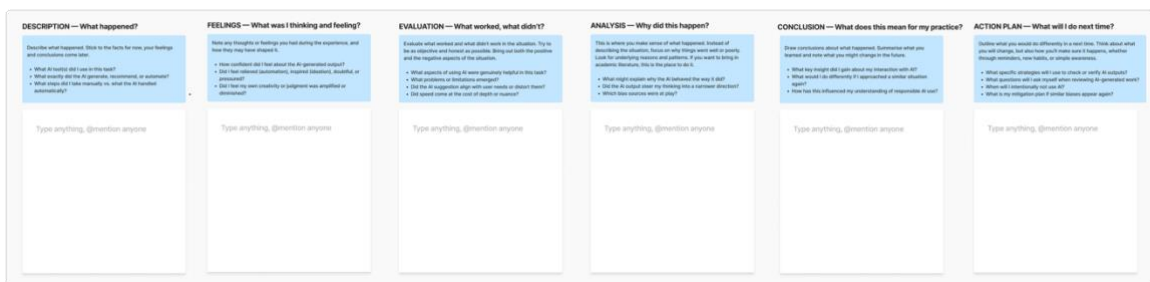 DESCRIPTION — What happened?
Describe what happened. Stick to the facts for now, your feelings
and conclusions come later.
• What AI tool(s) did I use in this task?
• What exactly did the AI generate, recommend, or automate?
• What steps did I take manually vs. what the AI handled
automatically?
Type anything, @mention anyone
FEELINGS — What was I thinking and feeling?
Note any thoughts or feelings you had during the experience, and
how they may have shaped it.
• How confident did I feel about the AI-generated output?
• Did I feel relieved (automation), inspired (ideation), doubtful, or
pressured?
• Did I feel my own creativity or judgment was amplified or
diminished?
Type anything, @mention anyone
EVALUATION — What worked, what didn't?
Evaluate what worked and what didn't work in the situation. Try to
be as objective and honest as possible. Bring out both the positive
and the negative aspects of the situation.
• What aspects of using AI were genuinely helpful in this task?
• What problems or limitations emerged?
• Did the AI suggestion align with user needs or distort them?
• Did speed come at the cost of depth or nuance?
Type anything, @mention anyone
ANALYSIS — Why did this happen?
This is where you make sense of what happened. Instead of
describing the situation, focus on why things went well or poorly.
Look for underlying reasons and patterns. If you want to bring in
academic literature, this is the place to do it.
• What might explain why the AI behaved the way it did?
• Did the AI output steer my thinking into a narrower direction?
• Which bias sources were at play?
Type anything, @mention anyone
CONCLUSION — What does this mean for my practice?
Draw conclusions about what happened. Summarise what you
learned and note what you might change in the future.
• What key insight did I gain about my interaction with AI?
• What would I do differently if I approached a similar situation
again?
• How has this influenced my understanding of responsible AI use?
Type anything, @mention anyone
ACTION PLAN — What will I do next time?
Outline what you would do differently in a next time. Think about what
you will change, but also how you'll make sure it happens, whether
through reminders, new habits, or simple awareness.
• What specific strategies will I use to check or verify AI outputs?
• What questions will I ask myself when reviewing AI-generated work?
• When will I intentionally not use AI?
• What is my mitigation plan if similar biases appear again?
Type anything, @mention anyone